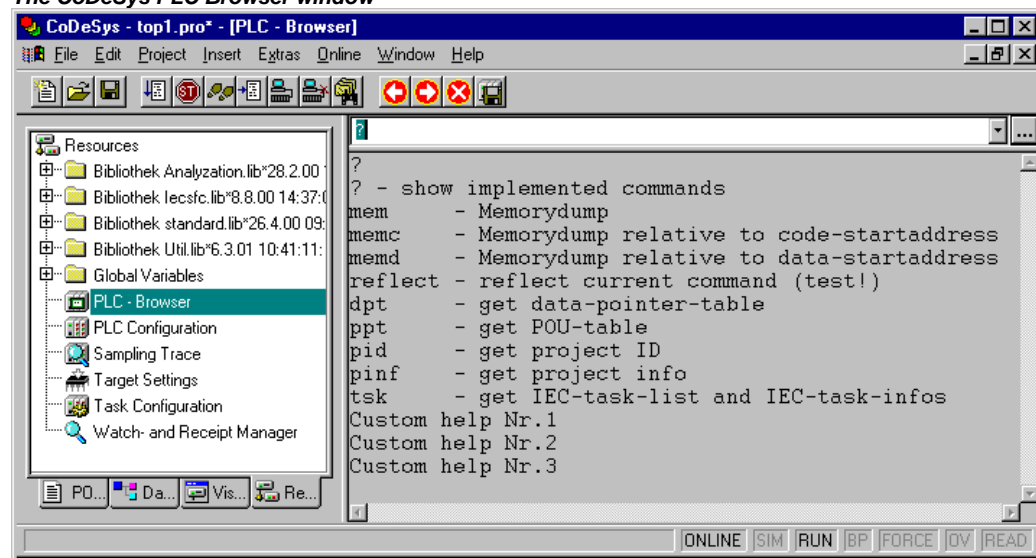 The CoDeSys PLC Browser window
CoDeSys - top1.pro* - [PLC - Browser]
File Edit Project Insert Extras Online Window Help
?
...
Resources
Bibliothek Analyzation.lib*28.2.00
Bibliothek Iecsfc.lib*8.8.00 14:37:
Bibliothek standard.lib*26.4.00 09:
Bibliothek Util.lib*6.3.01 10:41:11:
Global Variables
PLC - Browser
PLC Configuration
Sampling Trace
Target Settings
Task Configuration
Watch- and Receipt Manager
PO... Da... Vis... Re...
?
? - show implemented commands
mem - Memorydump
memc - Memorydump relative to code-startaddress
memd - Memorydump relative to data-startaddress
reflect - reflect current command (test!)
dpt - get data-pointer-table
ppt - get POU-table
pid - get project ID
pinf - get project info
tsk - get IEC-task-list and IEC-task-infos
Custom help Nr.1
Custom help Nr.2
Custom help Nr.3
ONLINE SIM RUN BP FORCE OV READ